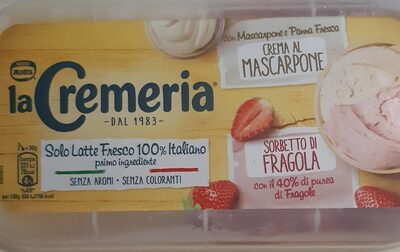 Motta
la Cremeria
- DAL 1983 -
con Mascarpone e Panna Fresca
CREMA AL
MASCARPONE
Solo Latte Fresco 100% Italiano
primo ingrediente
SENZA AROMI • SENZA COLORANTI
SORBETTO DI
FRAGOLA
con il 40% di purea
di Fragole
Energia